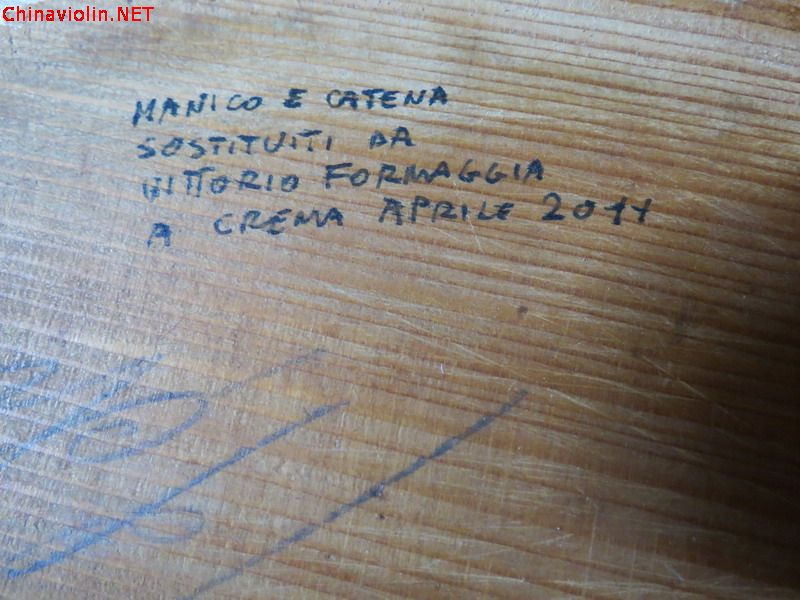 Chinaviolin.NET
MANICO E CATENA
SOSTITUITI DA
VITTORIO FORMAGGIA
A CREMA APRILE 2011